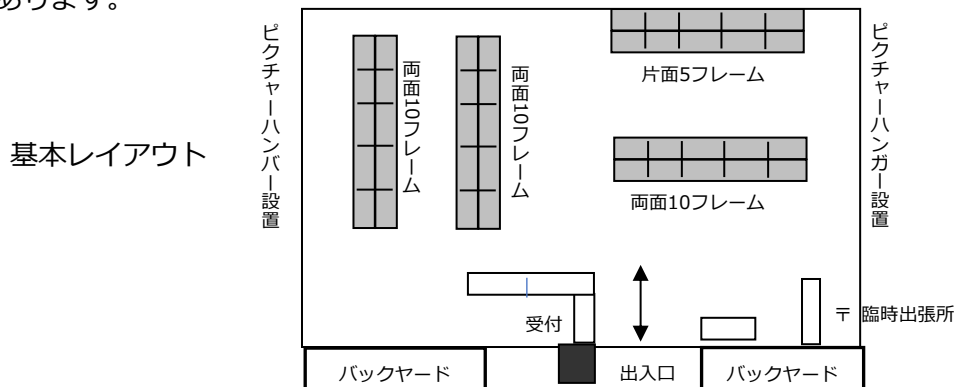 あります。
ピクチャーハンバー設置
両面10フレーム
両面10フレーム
片面5フレーム
ピクチャーハンガー設置
基本レイアウト
両面10フレーム
受付
〒 臨時出張所
バックヤード
出入口
バックヤード